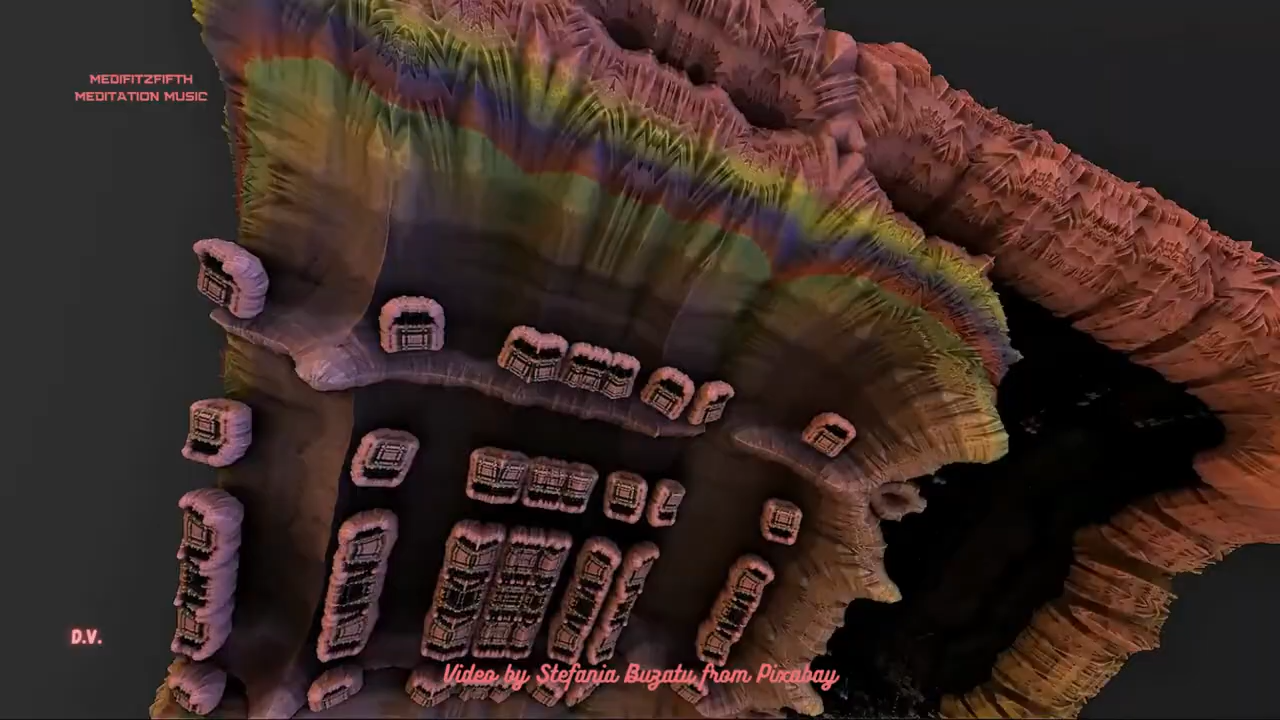 MEDIFITZFIFTH
MEDITATION MUSIC
D.V.
Video by Stefania Buzatu from Pixabay